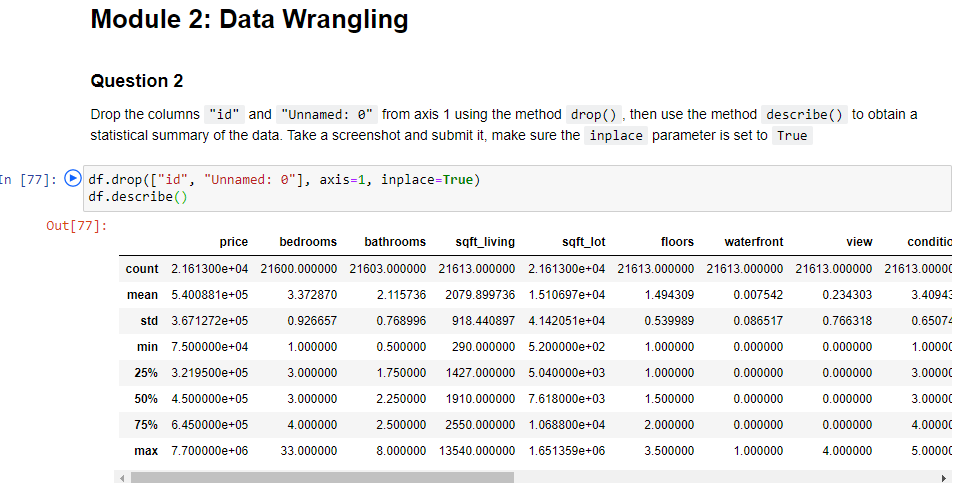 Module 2: Data Wrangling
Question 2
Drop the columns "id" and "Unnamed: 0" from axis 1 using the method drop(), then use the method describe() to obtain a
statistical summary of the data. Take a screenshot and submit it, make sure the inplace parameter is set to True
In [77]: df.drop(["id", "Unnamed: 0"], axis=1, inplace=True)
df.describe()
Out[77]:
price bedrooms bathrooms sqft_living sqft_lot floors waterfront view conditio
count 2.161300e+04 21600.000000 21603.000000 21613.000000 2.161300e+04 21613.000000 21613.000000 21613.000000 21613.00000
mean 5.400881e+05 3.372870 2.115736 2079.899736 1.510697e+04 1.494309 0.007542 0.234303 3.40943
std 3.671272e+05 0.926657 0.768996 918.440897 4.142051e+04 0.539989 0.086517 0.766318 0.65074
min 7.500000e+04 1.000000 0.500000 290.000000 5.200000e+02 1.000000 0.000000 0.000000 1.00000
25% 3.219500e+05 3.000000 1.750000 1427.000000 5.040000e+03 1.000000 0.000000 0.000000 3.00000
50% 4.500000e+05 3.000000 2.250000 1910.000000 7.618000e+03 1.500000 0.000000 0.000000 3.00000
75% 6.450000e+05 4.000000 2.500000 2550.000000 1.068800e+04 2.000000 0.000000 0.000000 4.00000
max 7.700000e+06 33.000000 8.000000 13540.000000 1.651359e+06 3.500000 1.000000 4.000000 5.00000